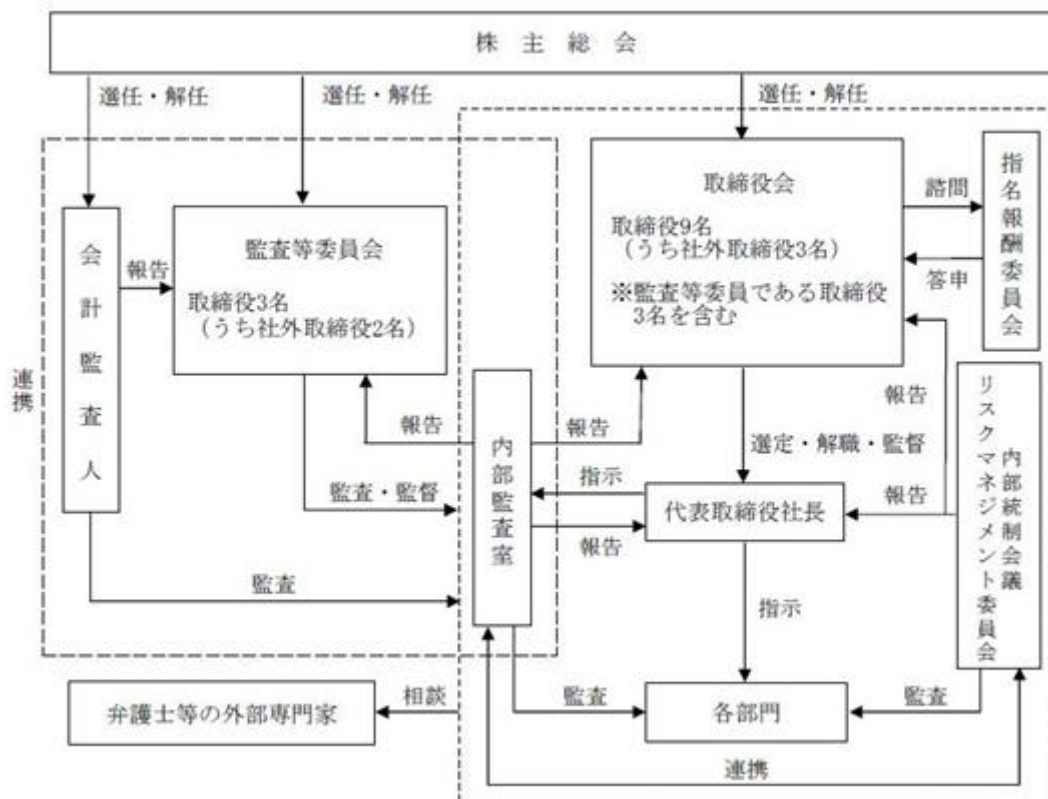 株主総会
選任・解任
選任・解任
選任・解任
会計監査人
報告
監査等委員会
取締役3名
（うち社外取締役2名）
取締役会
取締役9名
（うち社外取締役3名）
※監査等委員である取締役
3名を含む
諮問
答申
指名報酬委員会
連携
報告
内部監査室
報告
報告
選定・解職・監督
内部統制会議
リスクマネジメント委員会
監査・監督
指示
報告
代表取締役社長
報告
監査
指示
弁護士等の外部専門家
相談
監査
各部門
監査
連携